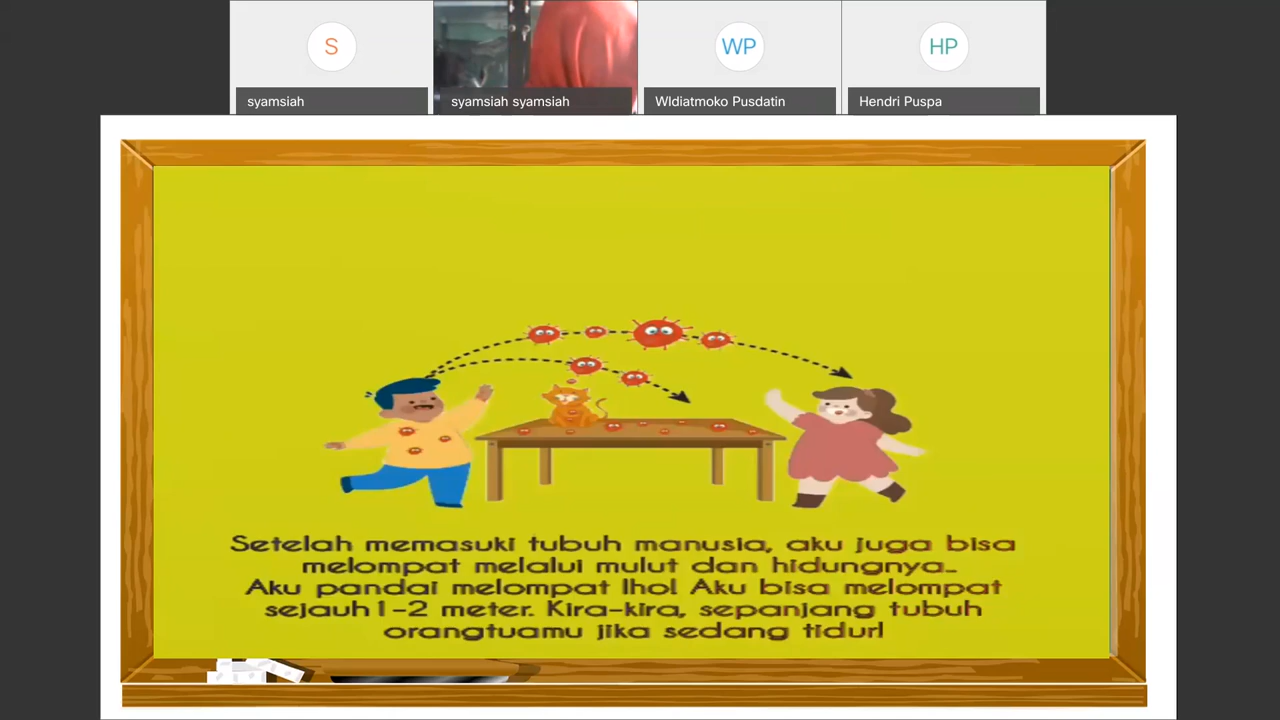 S
WP
HP
syamsiah
syamsiah syamsiah
WIdiatmoko Pusdatin
Hendri Puspa
Setelah memasuki tubuh manusia, aku juga bisa
melompat melalui mulut dan hidungnya...
Aku pandai melompat lho! Aku bisa melompat
sejauh 1-2 meter. Kira-kira, sepanjang tubuh
orangtuamu jika sedang tidur!